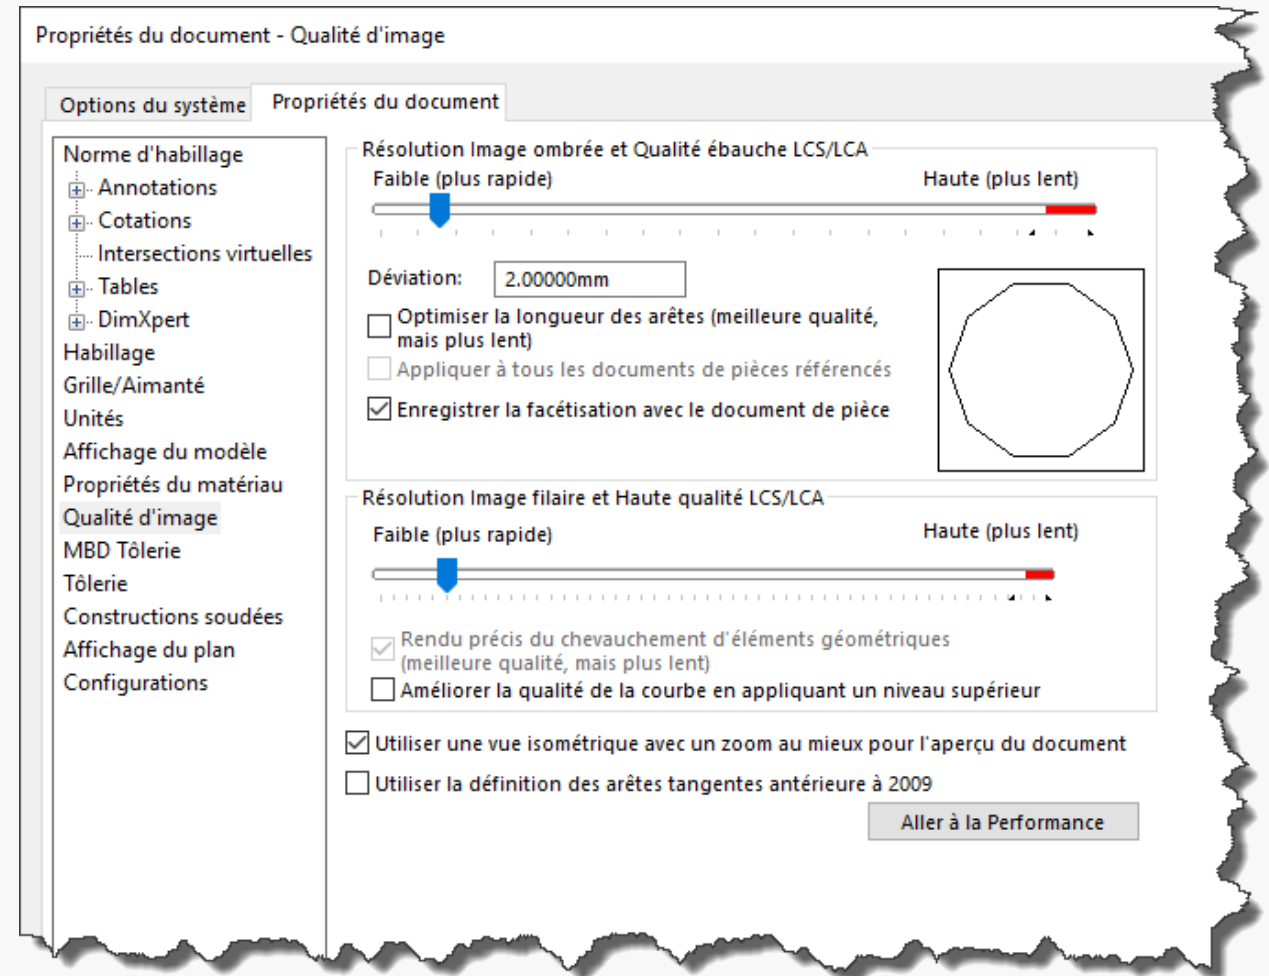 Propriétés du document - Qualité d'image
Options du système
Propriétés du document
Norme d'habillage
Annotations
Cotations
Intersections virtuelles
Tables
DimXpert
Habillage
Grille/Aimanté
Unités
Affichage du modèle
Propriétés du matériau
Qualité d'image
MBD Tôlerie
Tôlerie
Constructions soudées
Affichage du plan
Configurations
Résolution Image ombrée et Qualité ébauche LCS/LCA
Faible (plus rapide)
Haute (plus lent)
Déviation:
2.00000mm
Optimiser la longueur des arêtes (meilleure qualité,
mais plus lent)
Appliquer à tous les documents de pièces référencés
Enregistrer la facétisation avec le document de pièce
Résolution Image filaire et Haute qualité LCS/LCA
Faible (plus rapide)
Haute (plus lent)
Rendu précis du chevauchement d'éléments géométriques
(meilleure qualité, mais plus lent)
Améliorer la qualité de la courbe en appliquant un niveau supérieur
Utiliser une vue isométrique avec un zoom au mieux pour l'aperçu du document
Utiliser la définition des arêtes tangentes antérieure à 2009
Aller à la Performance